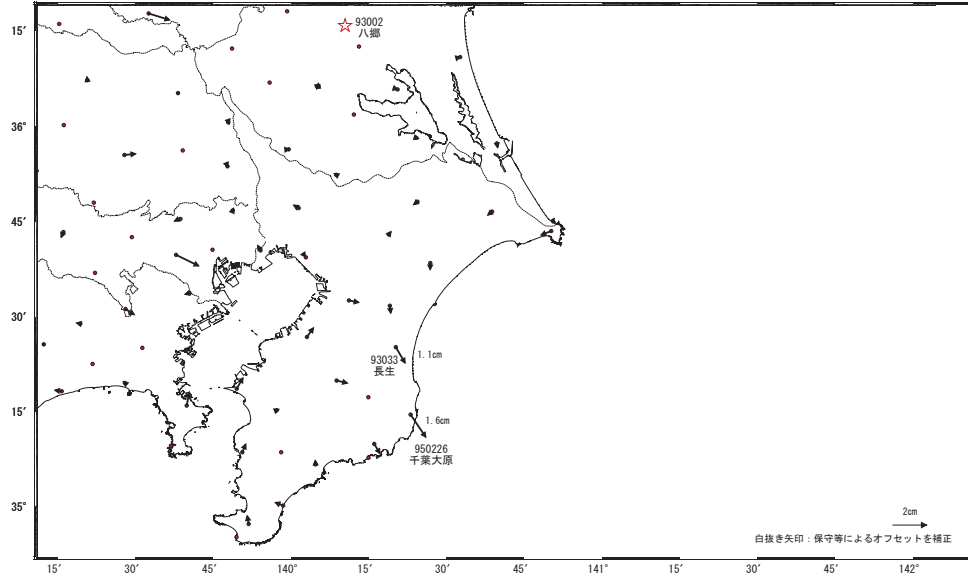 15′
93002
八郷
36°
45′
30′
1.1cm
93033
長生
15′
1.6cm
950226
千葉大原
35°
2cm
白抜き矢印：保守等によるオフセットを補正
15′ 30′ 45′ 140° 15′ 30′ 45′ 141° 15′ 30′ 45′ 142°